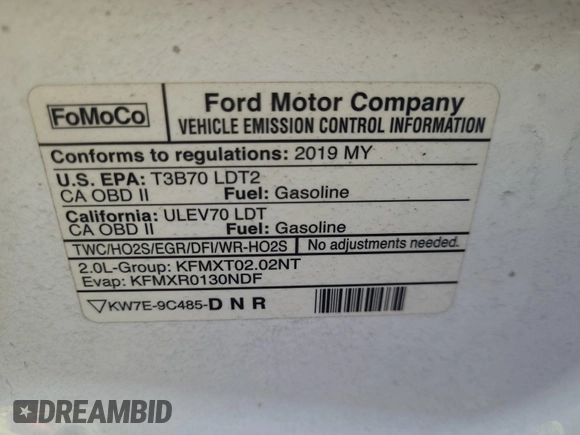 FoMoCo
Ford Motor Company
VEHICLE EMISSION CONTROL INFORMATION
Conforms to regulations: 2019 MY
U.S. EPA: T3B70 LDT2
CA OBD II Fuel: Gasoline
California: ULEV70 LDT
CA OBD II Fuel: Gasoline
TWC/HO2S/EGR/DFI/WR-HO2S No adjustments needed.
2.0L-Group: KFMXT02.02NT
Evap: KFMXR0130NDF
KW7E-9C485-D N R
DREAMBID